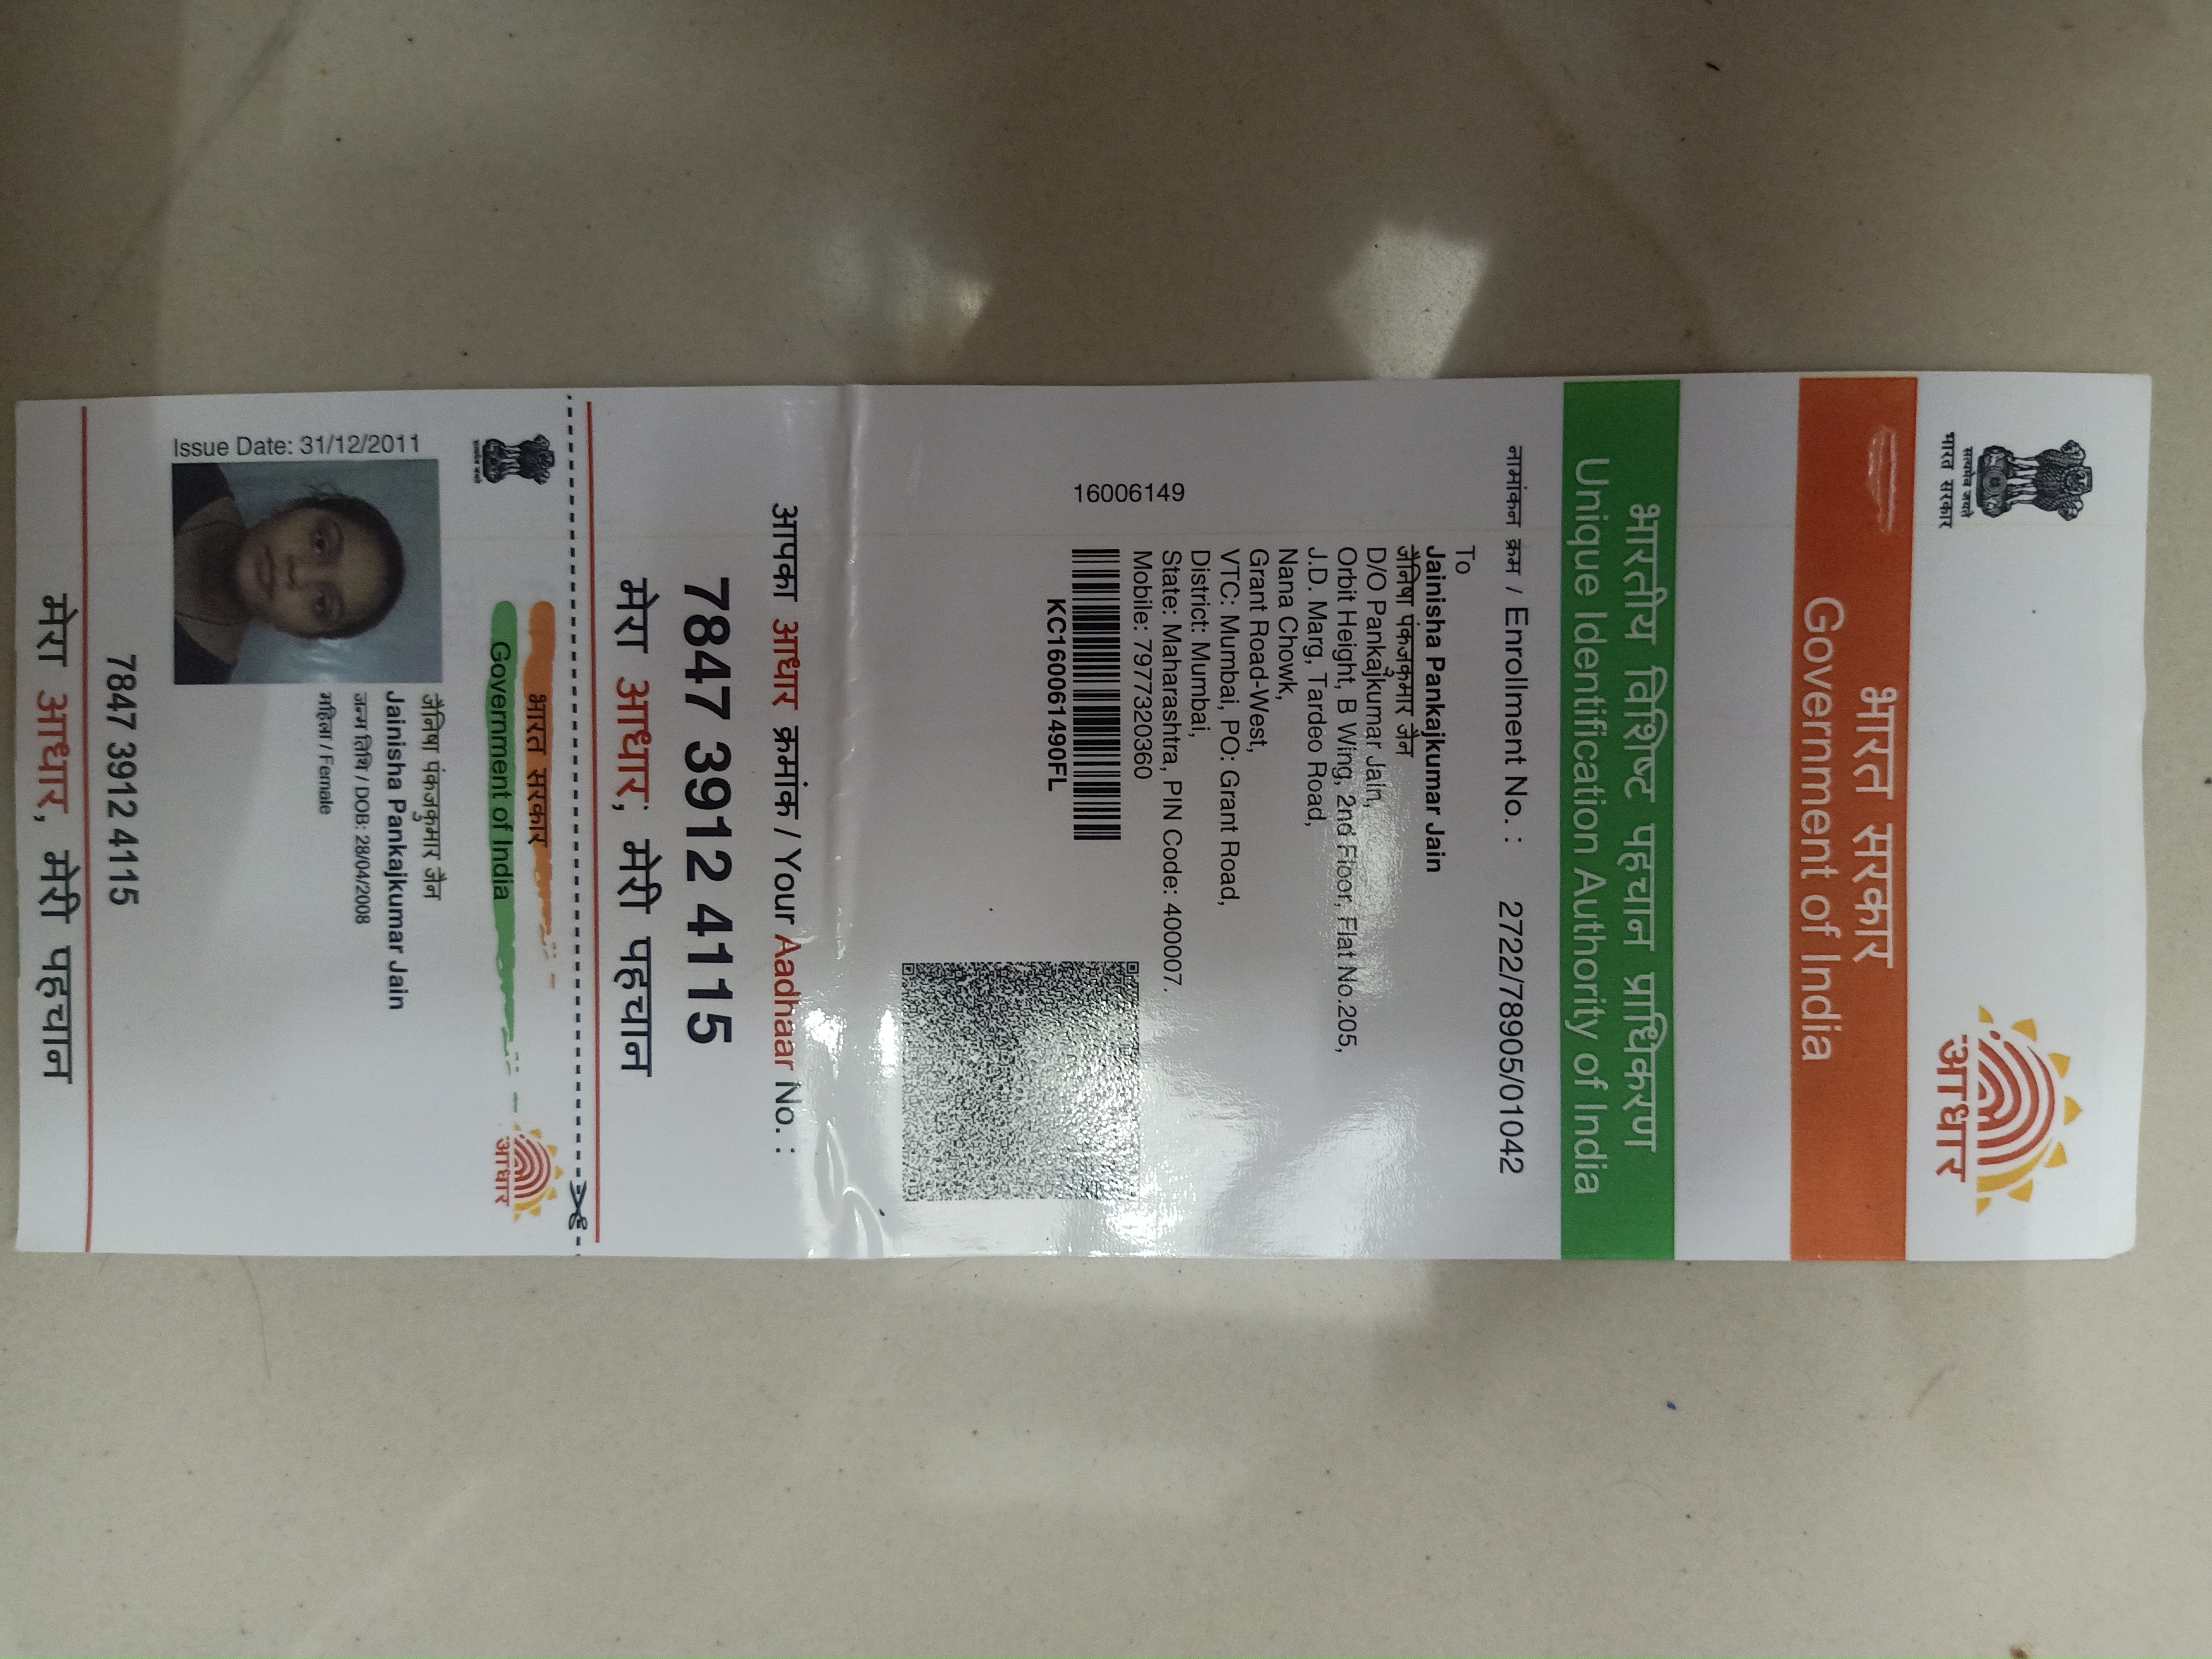 भारत सरकार
सत्यमेव जयते
आधार
भारत सरकार
Government of India
भारतीय विशिष्ट पहचान प्राधिकरण
Unique Identification Authority of India
नामांकन क्रम / Enrollment No. : 2722/78905/01042
To
Jainisha Pankajkumar Jain
जैनिषा पंकजकुमार जैन
D/O Pankajkumar Jain,
Orbit Height, B Wing, 2nd Floor, Flat No.205,
J.D. Marg, Tardeo Road,
Nana Chowk,
Grant Road-West,
VTC: Mumbai, PO: Grant Road,
District: Mumbai,
State: Maharashtra, PIN Code: 400007.
Mobile: 7977320360
16006149
KC160061490FL
आपका आधार क्रमांक / Your Aadhaar No. :
7847 3912 4115
मेरा आधार, मेरी पहचान
भारत सरकार
Government of India
आधार
Issue Date: 31/12/2011
जैनिषा पंकजकुमार जैन
Jainisha Pankajkumar Jain
जन्म तिथि / DOB: 28/04/2008
महिला / Female
7847 3912 4115
मेरा आधार, मेरी पहचान